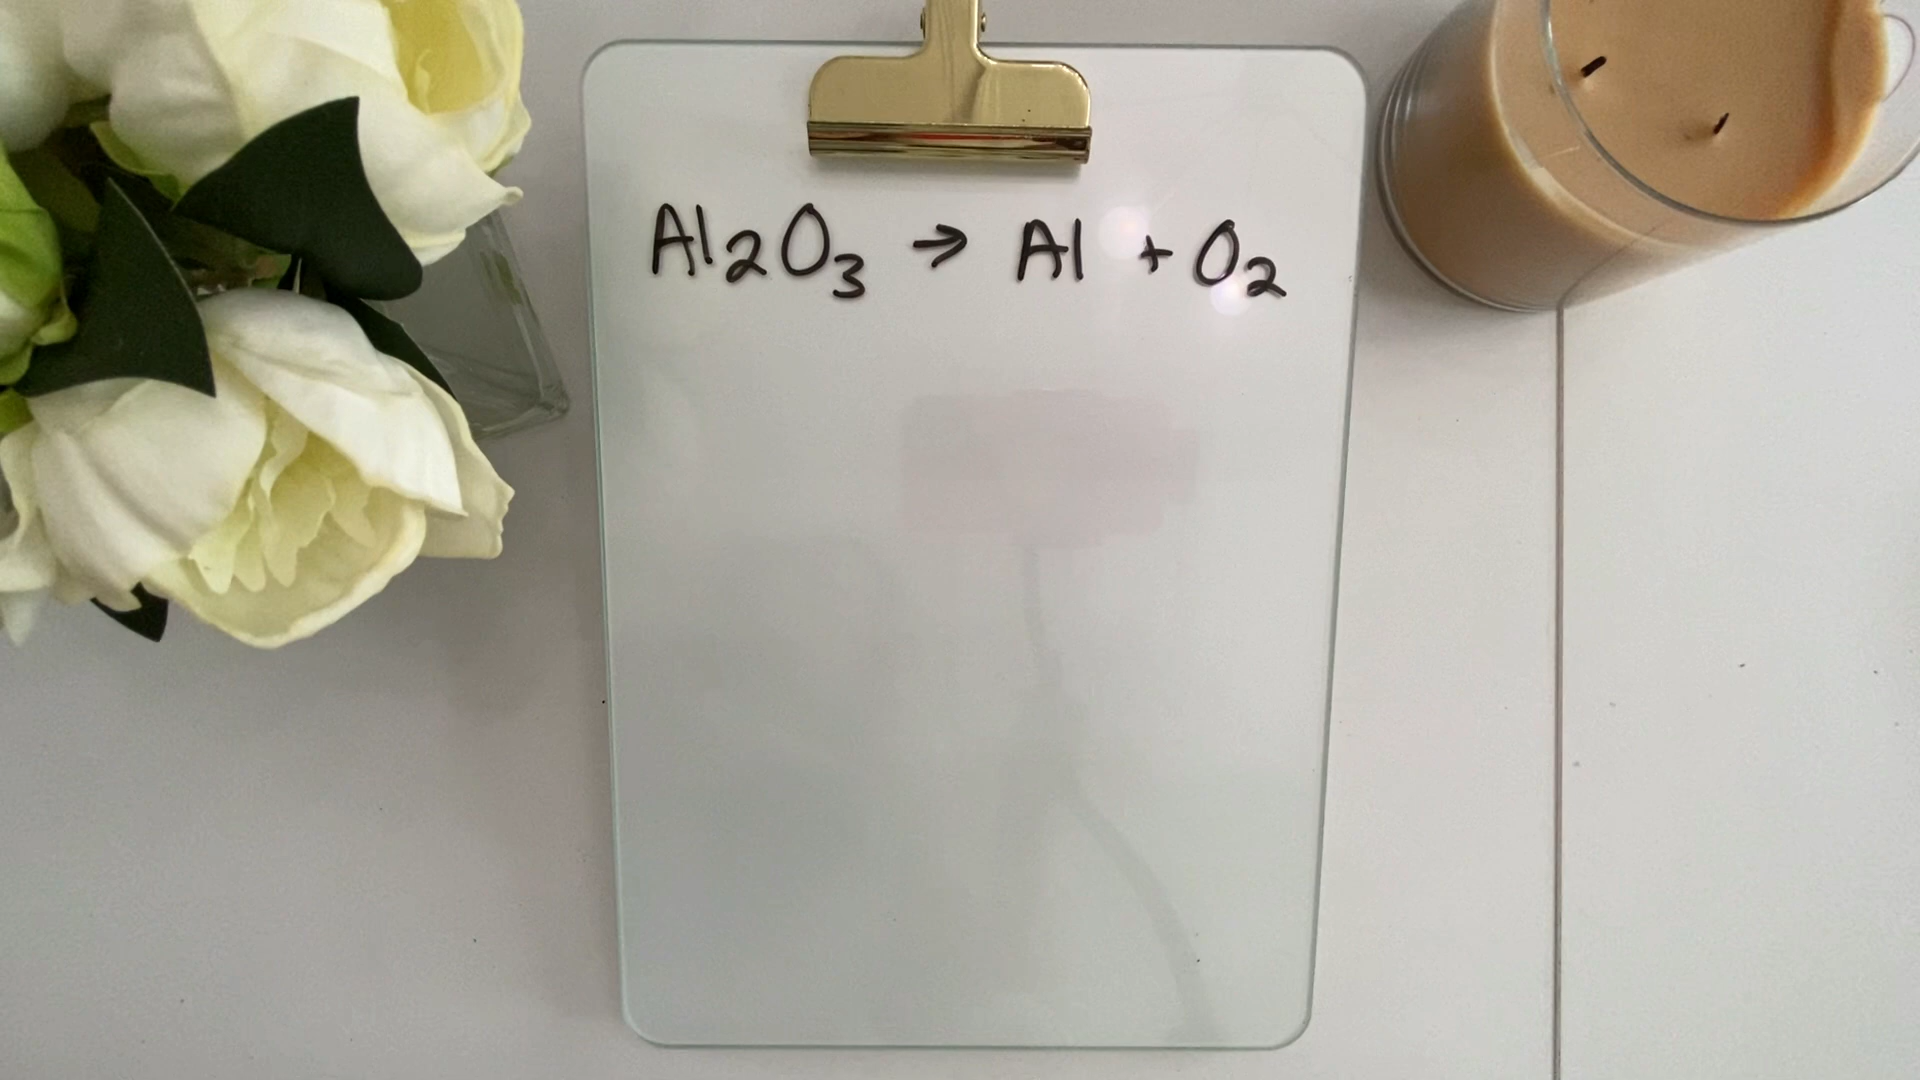 Al₂O₃ → Al + O₂